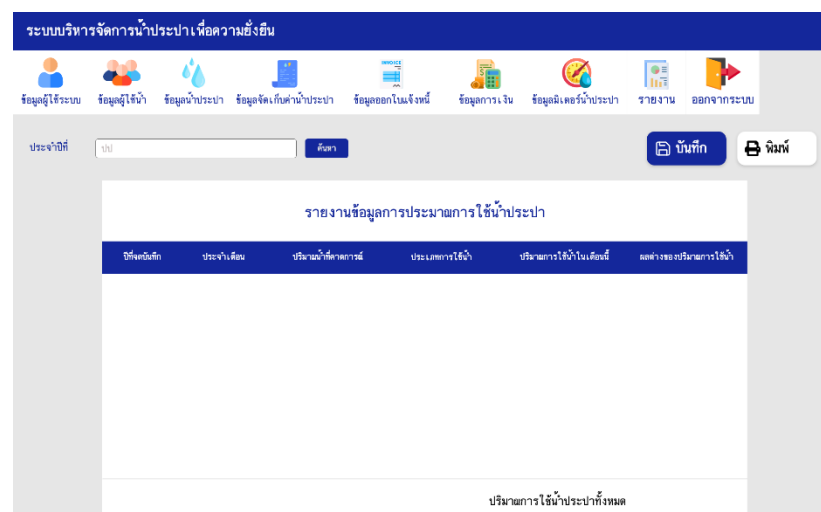 ระบบบริหารจัดการน้ำประปาเพื่อความยั่งยืน
ข้อมูลผู้ใช้ระบบ ข้อมูลผู้ใช้น้ำ ข้อมูลน้ำประปา ข้อมูลจัดเก็บค่าน้ำประปา ข้อมูลออกใบแจ้งหนี้ ข้อมูลการเงิน ข้อมูลมิเตอร์น้ำประปา รายงาน ออกจากระบบ
ประจำปีที่ ปป ค้นหา บันทึก พิมพ์
รายงานข้อมูลการประมาณการใช้น้ำประปา
ปีที่จดบันทึก ประจำเดือน ปริมาณน้ำที่คาดการณ์ ประเภทการใช้น้ำ ปริมาณการใช้น้ำในเดือนนี้ ผลต่างของปริมาณการใช้น้ำ
ปริมาณการใช้น้ำประปาทั้งหมด